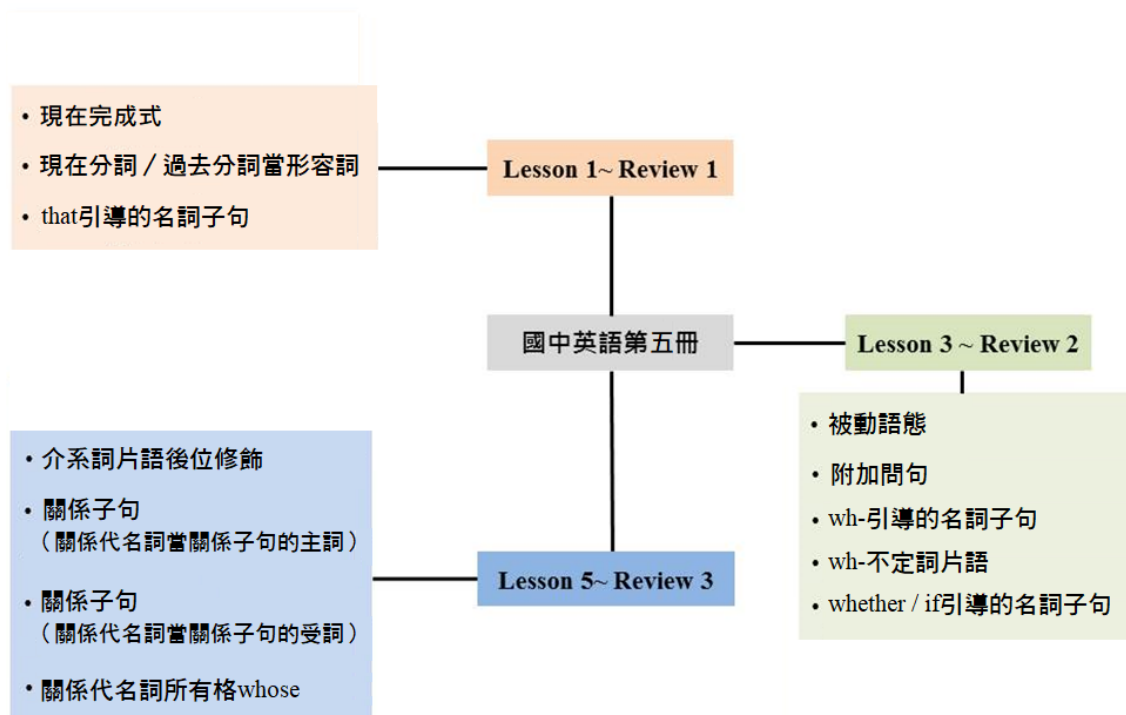 • 現在完成式
• 現在分詞／過去分詞當形容詞
• that引導的名詞子句
Lesson 1~ Review 1
國中英語第五冊
Lesson 3 ~ Review 2
• 被動語態
• 附加問句
• wh-引導的名詞子句
• wh-不定詞片語
• whether / if引導的名詞子句
• 介系詞片語後位修飾
• 關係子句
（關係代名詞當關係子句的主詞）
• 關係子句
（關係代名詞當關係子句的受詞）
• 關係代名詞所有格whose
Lesson 5~ Review 3